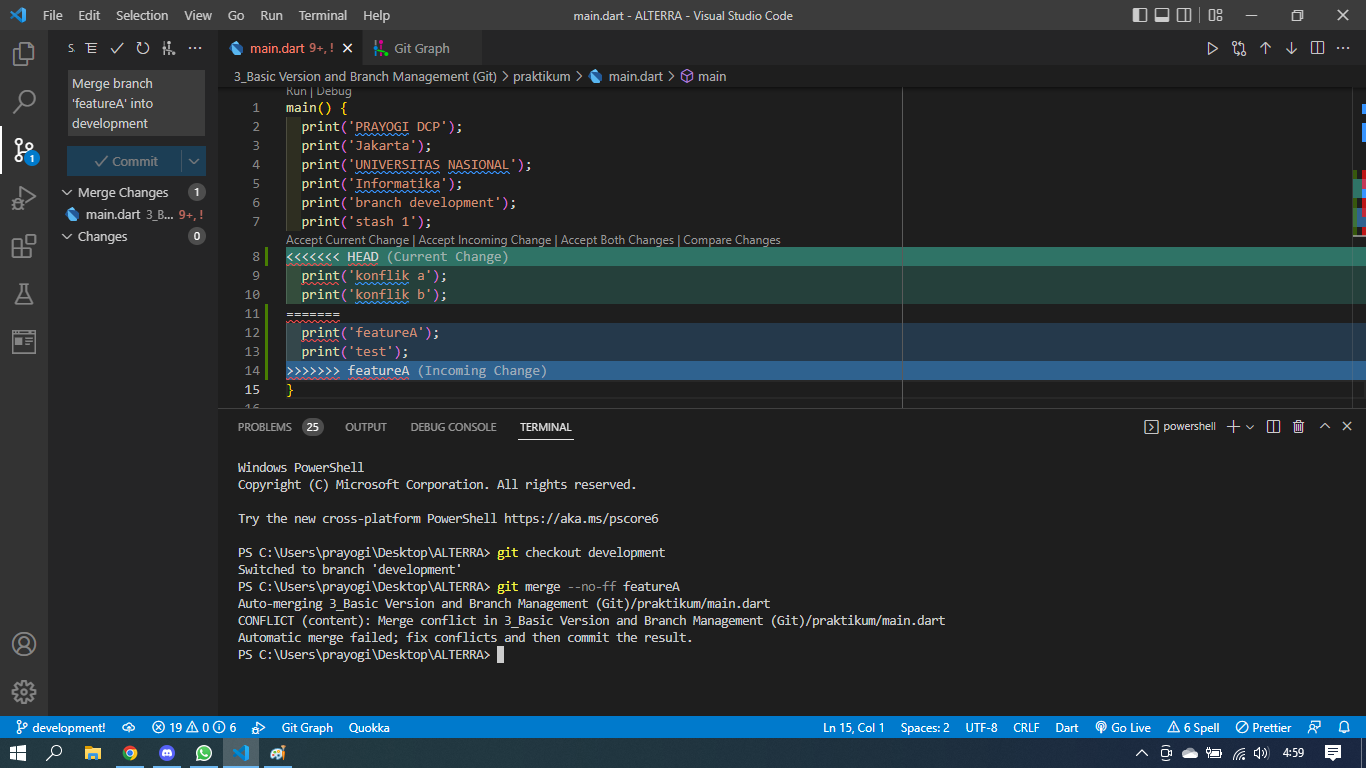 File Edit Selection View Go Run Terminal Help
main.dart - ALTERRA - Visual Studio Code
S.
main.dart 9+, !
Git Graph
3_Basic Version and Branch Management (Git) > praktikum > main.dart > main
Merge branch
'featureA' into
development
Commit
Merge Changes 1
main.dart 3_B... 9+, !
Changes 0
1
Run | Debug
1 main() {
2 print('PRAYOGI DCP');
3 print('Jakarta');
4 print('UNIVERSITAS NASIONAL');
5 print('Informatika');
6 print('branch development');
7 print('stash 1');
Accept Current Change | Accept Incoming Change | Accept Both Changes | Compare Changes
8 <<<<<<< HEAD (Current Change)
9 print('konflik a');
10 print('konflik b');
11 =======
12 print('featureA');
13 print('test');
14 >>>>>>> featureA (Incoming Change)
15 }
16
PROBLEMS 25 OUTPUT DEBUG CONSOLE TERMINAL
powershell
Windows PowerShell
Copyright (C) Microsoft Corporation. All rights reserved.
Try the new cross-platform PowerShell https://aka.ms/pscore6
PS C:\Users\prayogi\Desktop\ALTERRA> git checkout development
Switched to branch 'development'
PS C:\Users\prayogi\Desktop\ALTERRA> git merge --no-ff featureA
Auto-merging 3_Basic Version and Branch Management (Git)/praktikum/main.dart
CONFLICT (content): Merge conflict in 3_Basic Version and Branch Management (Git)/praktikum/main.dart
Automatic merge failed; fix conflicts and then commit the result.
PS C:\Users\prayogi\Desktop\ALTERRA>
development! 19 0 6 Git Graph Quokka
Ln 15, Col 1 Spaces: 2 UTF-8 CRLF Dart Go Live 6 Spell Prettier
4:59